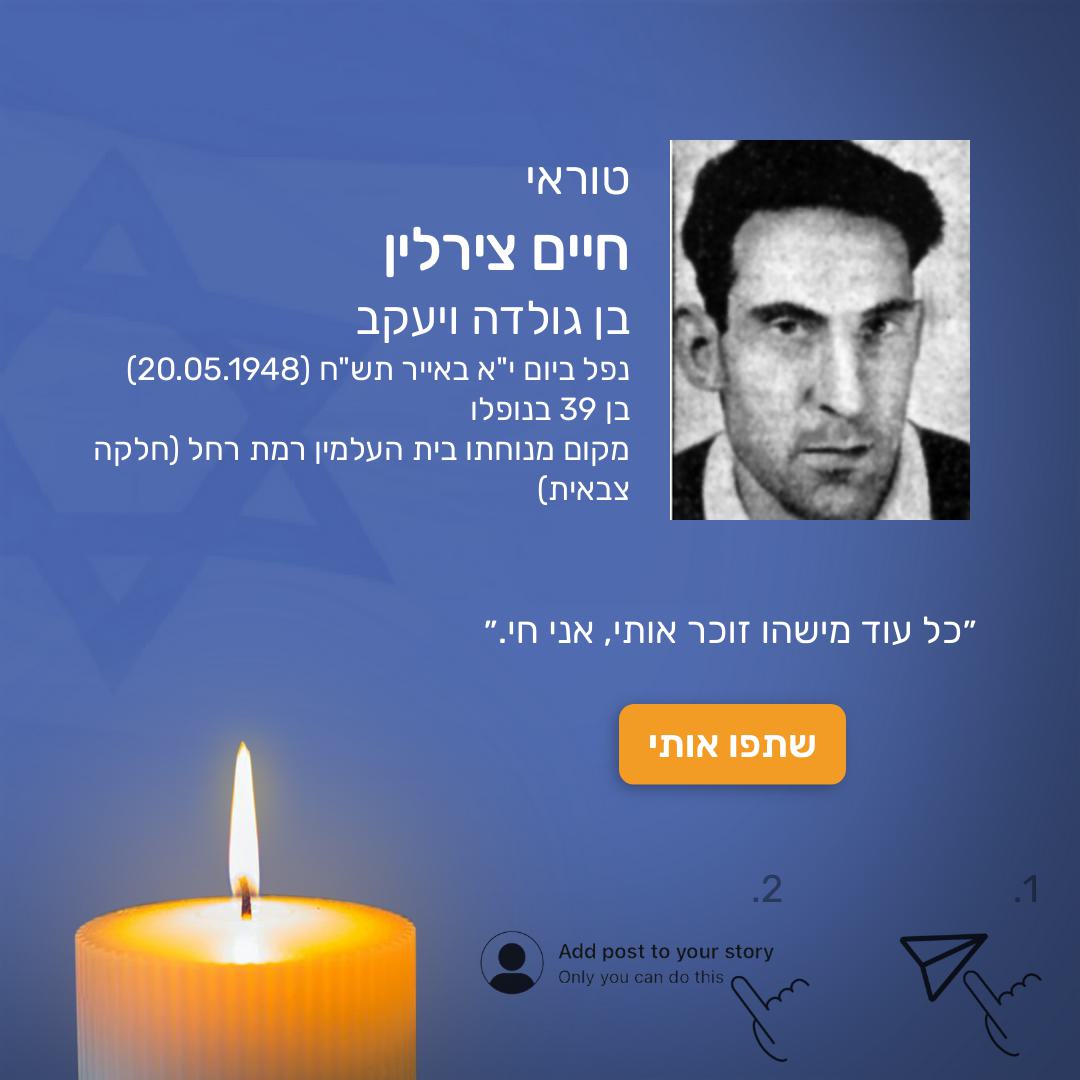 טוראי
חיים צירלין
בן גולדה ויעקב
נפל ביום י"א באייר תש"ח (20.05.1948)
בן 39 בנופלו
מקום מנוחתו בית העלמין רמת רחל (חלקה
צבאית)
״כל עוד מישהו זוכר אותי, אני חי.״
שתפו אותי
1.
2.
Add post to your story
Only you can do this